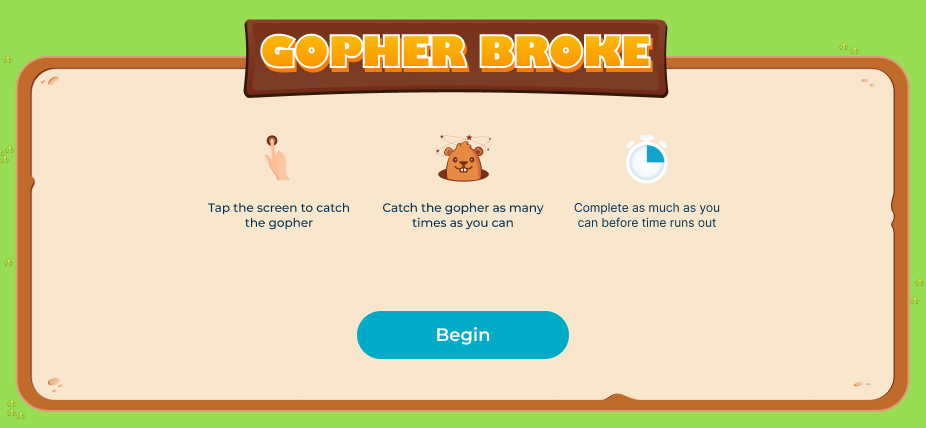 GOPHER BROKE
Tap the screen to catch
the gopher
Catch the gopher as many
times as you can
Complete as much as you
can before time runs out
Begin